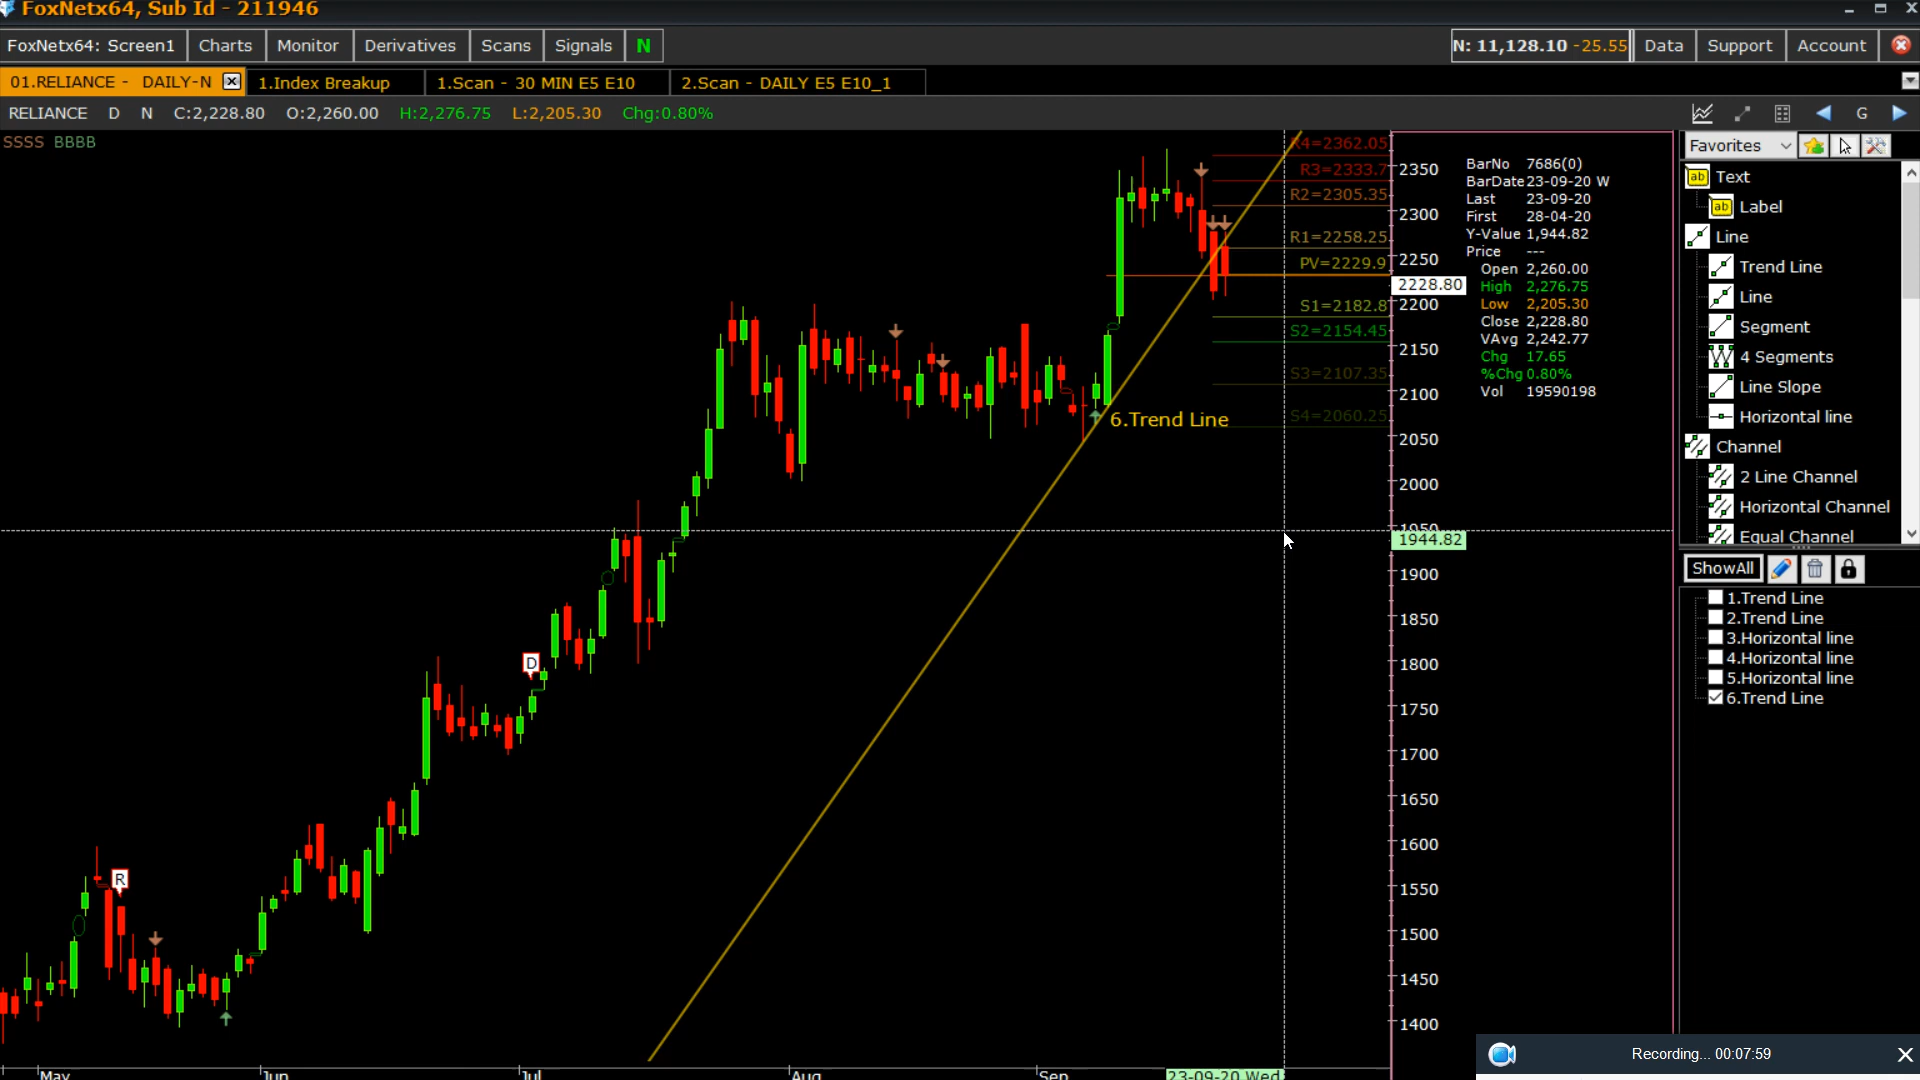 FoxNetx64, Sub Id - 211946
FoxNetx64: Screen1 Charts Monitor Derivatives Scans Signals N N: 11,128.10 -25.55 Data Support Account
01.RELIANCE - DAILY-N 1.Index Breakup 1.Scan - 30 MIN E5 E10 2.Scan - DAILY E5 E10_1
RELIANCE D N C:2,228.80 O:2,260.00 H:2,276.75 L:2,205.30 Chg:0.80% G
SSSS BBBB
R4=2362.05
R3=2333.7
R2=2305.35
R1=2258.25
PV=2229.9
S1=2182.8
S2=2154.45
S3=2107.35
S4=2060.25
6.Trend Line
D
R
2350
2300
2250
2228.80
2200
2150
2100
2050
2000
1950
1944.82
1900
1850
1800
1750
1700
1650
1600
1550
1500
1450
1400
May Jun Jul Aug Sep 23-09-20 Wed
BarNo 7686(0)
BarDate 23-09-20 W
Last 23-09-20
First 28-04-20
Y-Value 1,944.82
Price ---
Open 2,260.00
High 2,276.75
Low 2,205.30
Close 2,228.80
VAvg 2,242.77
Chg 17.65
%Chg 0.80%
Vol 19590198
Favorites
ab Text
ab Label
Line
Trend Line
Line
Segment
4 Segments
Line Slope
Horizontal line
Channel
2 Line Channel
Horizontal Channel
Equal Channel
ShowAll
1.Trend Line
2.Trend Line
3.Horizontal line
4.Horizontal line
5.Horizontal line
6.Trend Line
Recording... 00:07:59